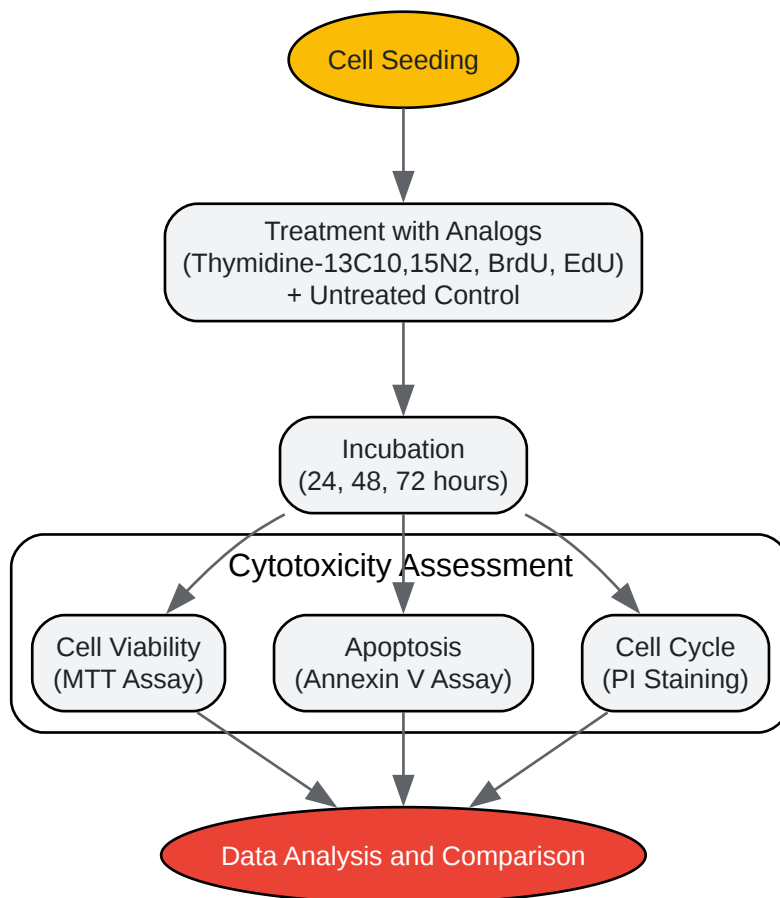 Cell Seeding
Treatment with Analogs
(Thymidine-13C10,15N2, BrdU, EdU)
+ Untreated Control
Incubation
(24, 48, 72 hours)
Cytotoxicity Assessment
Cell Viability
(MTT Assay)
Apoptosis
(Annexin V Assay)
Cell Cycle
(PI Staining)
Data Analysis and Comparison